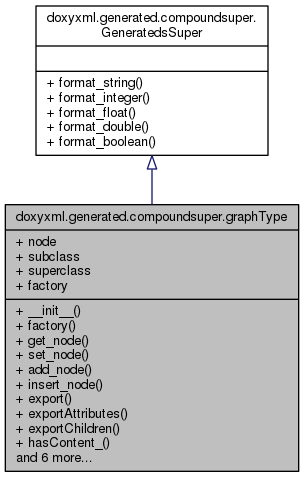 doxyxml.generated.compoundsuper.
GeneratedsSuper
+ format_string()
+ format_integer()
+ format_float()
+ format_double()
+ format_boolean()
doxyxml.generated.compoundsuper.graphType
+ node
+ subclass
+ superclass
+ factory
+ __init__()
+ factory()
+ get_node()
+ set_node()
+ add_node()
+ insert_node()
+ export()
+ exportAttributes()
+ exportChildren()
+ hasContent_()
and 6 more...